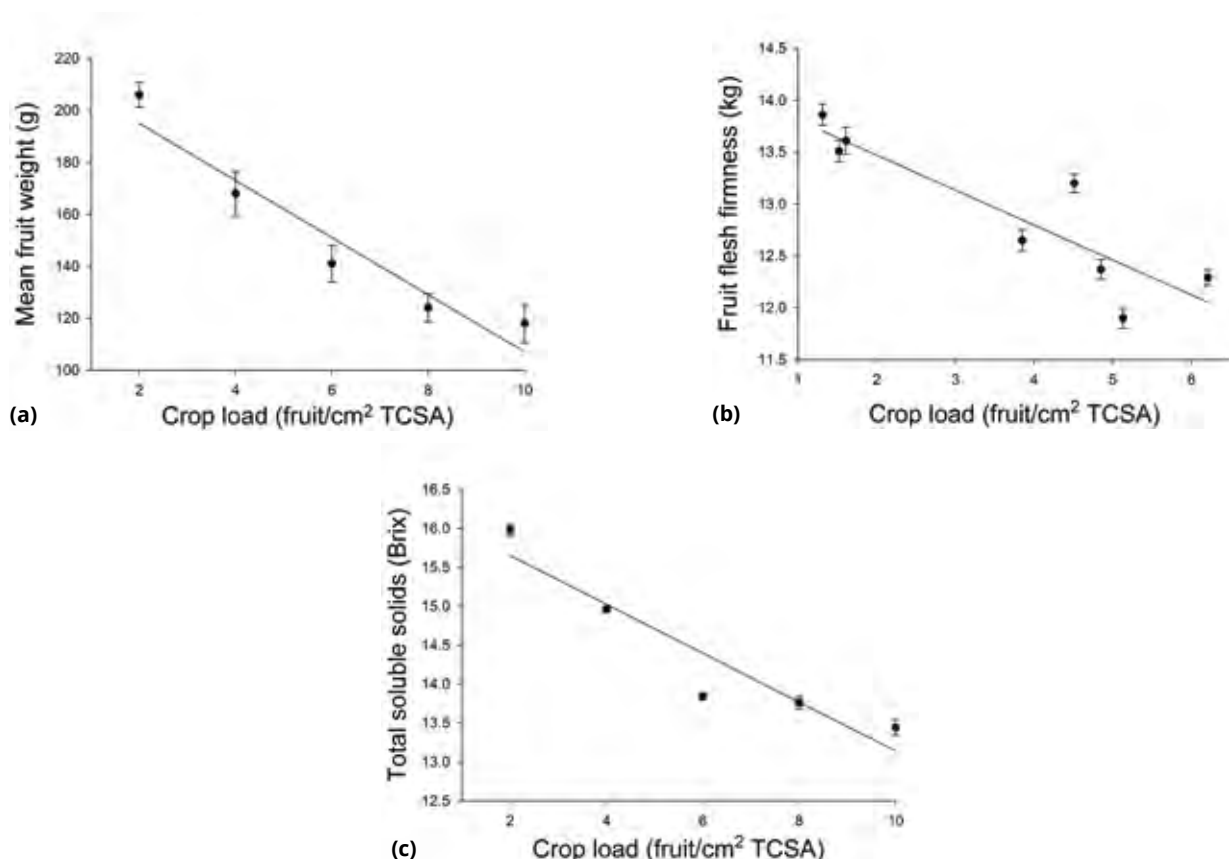 Mean fruit weight (g)
220
200
180
160
140
120
100
2 4 6 8 10
Crop load (fruit/cm² TCSA)
(a)
Fruit flesh firmness (kg)
14.5
14.0
13.5
13.0
12.5
12.0
11.5
1 2 3 4 5 6
Crop load (fruit/cm² TCSA)
(b)
Total soluble solids (Brix)
16.5
16.0
15.5
15.0
14.5
14.0
13.5
13.0
12.5
2 4 6 8 10
Crop load (fruit/cm² TCSA)
(c)